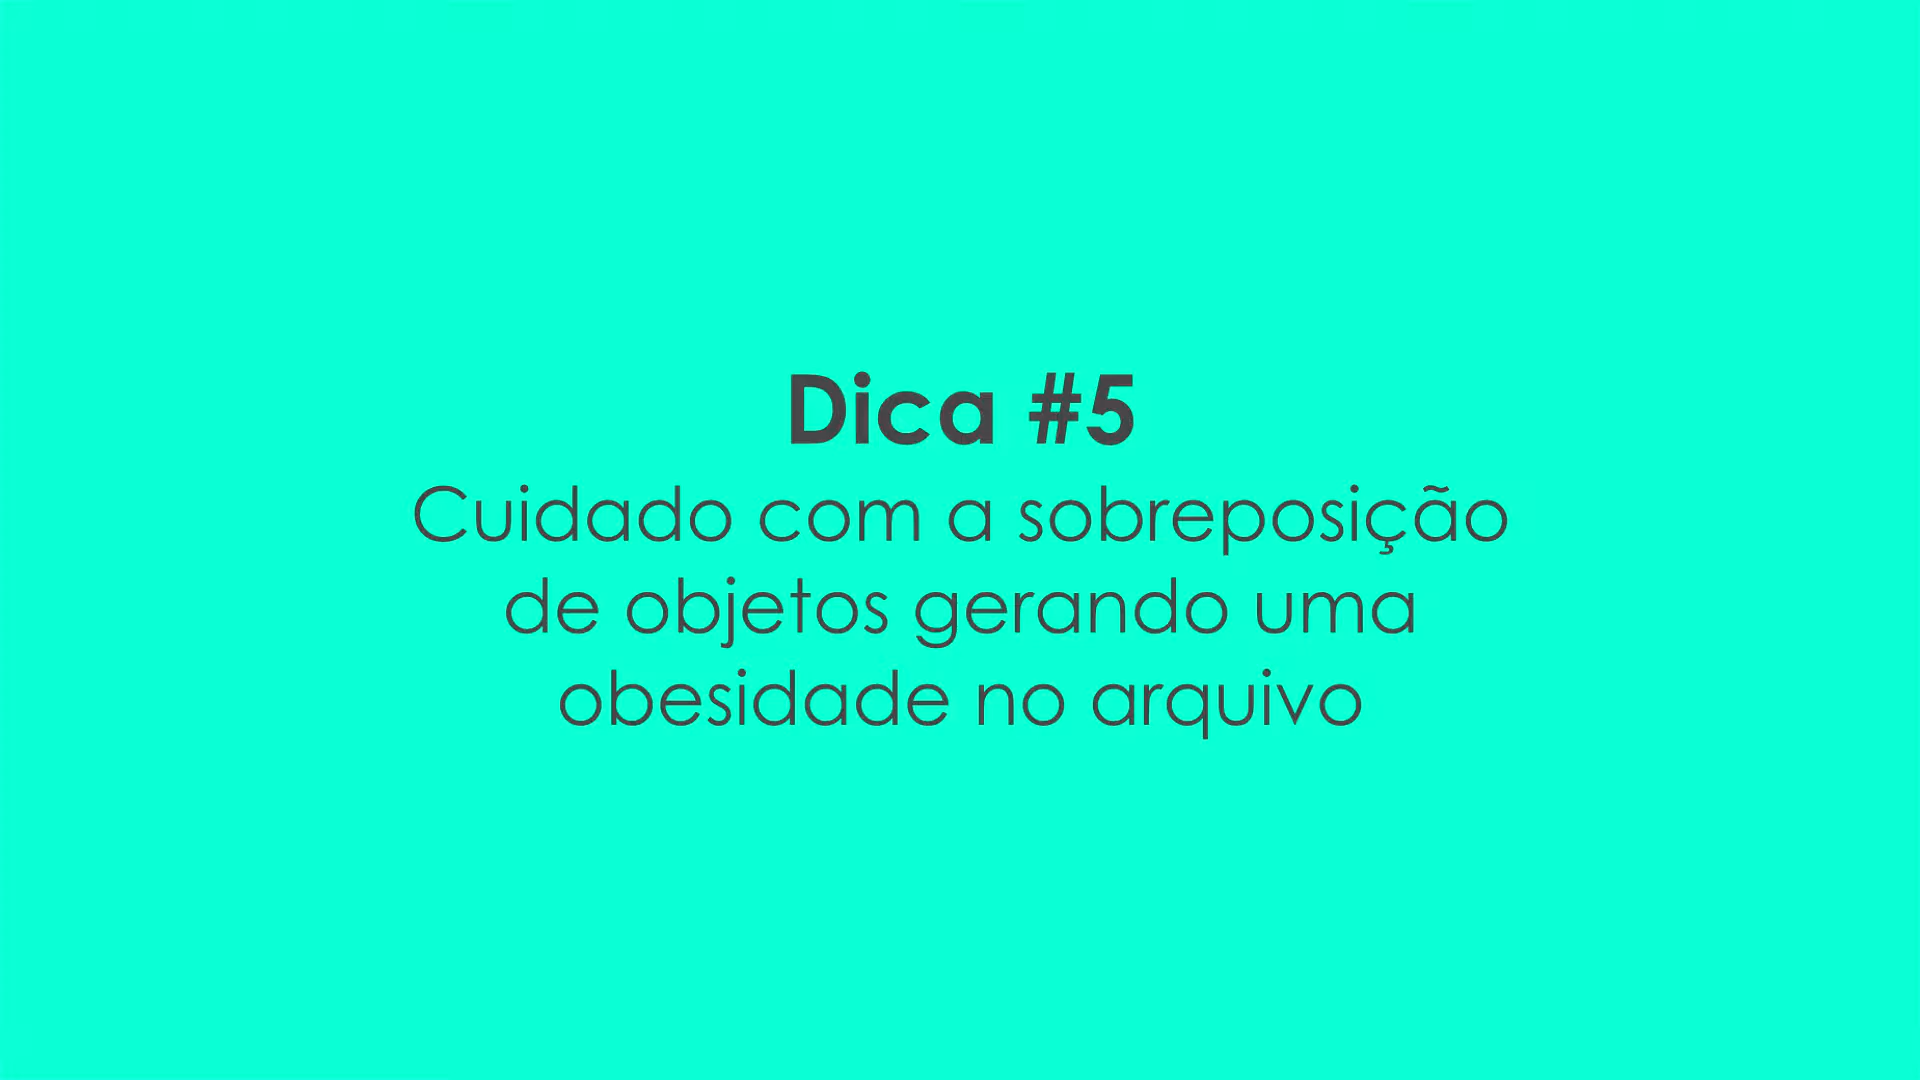 Dica #5
Cuidado com a sobreposição
de objetos gerando uma
obesidade no arquivo